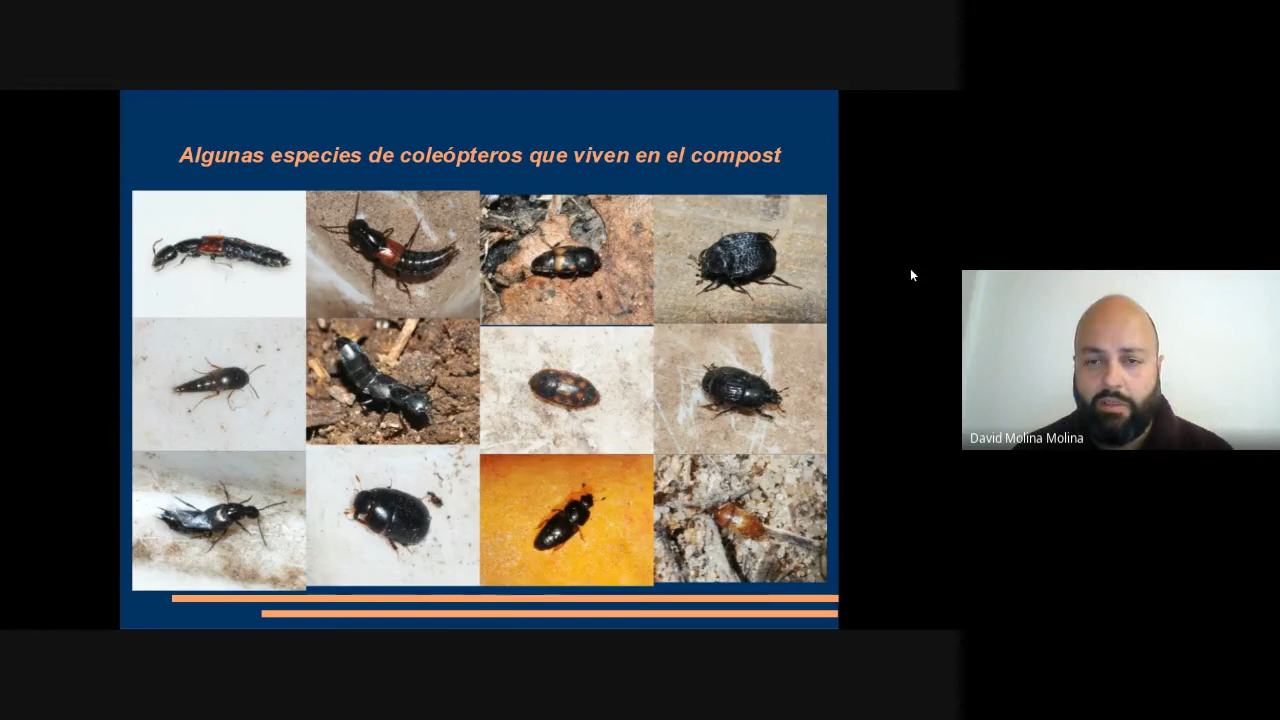 Algunas especies de coleópteros que viven en el compost
David Molina Molina